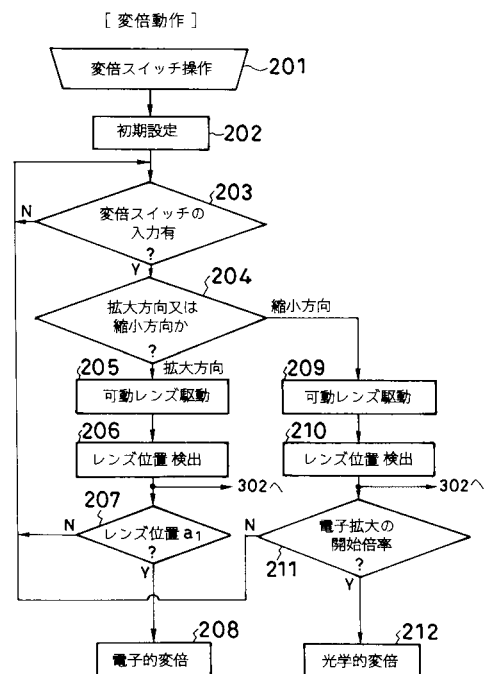 [ 変倍動作 ]
変倍スイッチ操作
201
初期設定
202
203
N
変倍スイッチの
入力有
?
Y
204
拡大方向又は
縮小方向か
?
縮小方向
拡大方向
205
可動レンズ駆動
209
可動レンズ駆動
206
レンズ位置検出
210
レンズ位置検出
302へ
302へ
207
N
レンズ位置 a1
?
Y
N
電子拡大の
開始倍率
?
211
Y
208
電子的変倍
212
光学的変倍